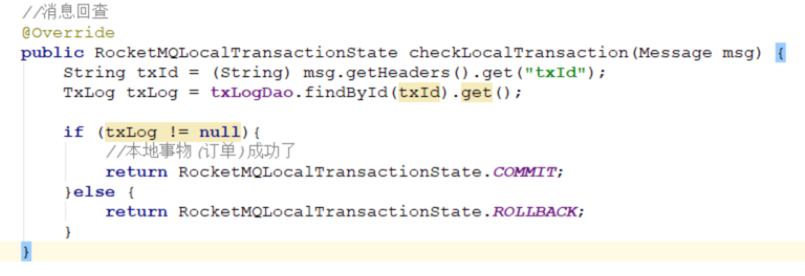 //消息回查
@Override
public RocketMQLocalTransactionState checkLocalTransaction(Message msg) {
    String txId = (String) msg.getHeaders().get("txId");
    TxLog txLog = txLogDao.findById(txId).get();
    if (txLog != null){
        //本地事物(订单)成功了
        return RocketMQLocalTransactionState.COMMIT;
    }else {
        return RocketMQLocalTransactionState.ROLLBACK;
    }
}